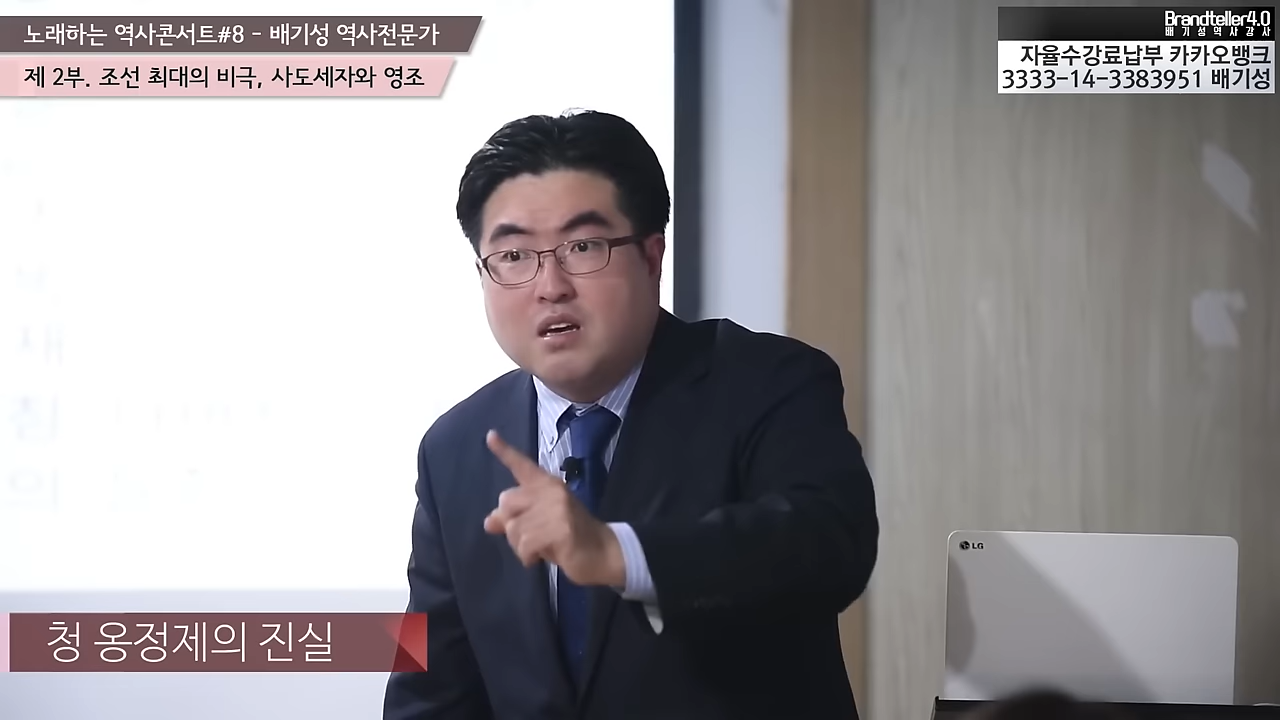 노래하는 역사콘서트#8 - 배기성 역사전문가
제 2부. 조선 최대의 비극, 사도세자와 영조
Brandteller4.0
배기성역사강사
자율수강료납부 카카오뱅크
3333-14-3383951 배기성
청 옹정제의 진실
LG